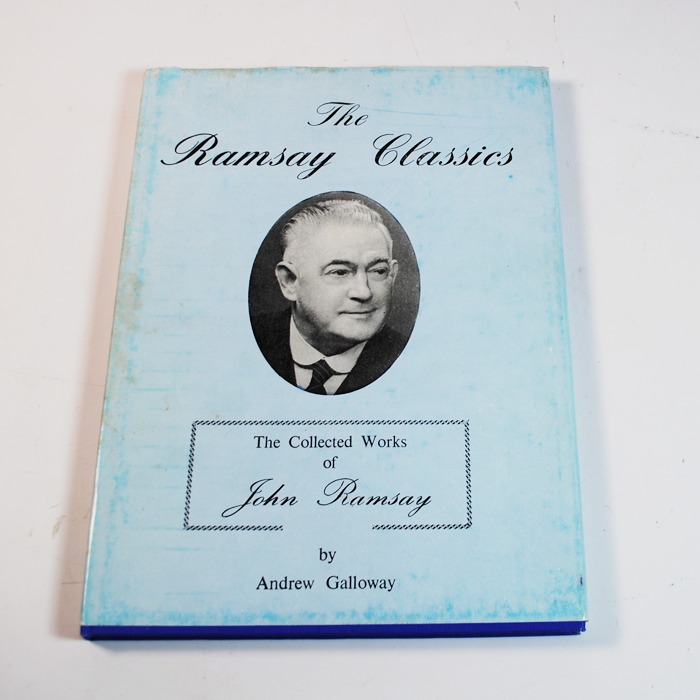 The
Ramsay Classics
The Collected Works
of
John Ramsay
by
Andrew Galloway